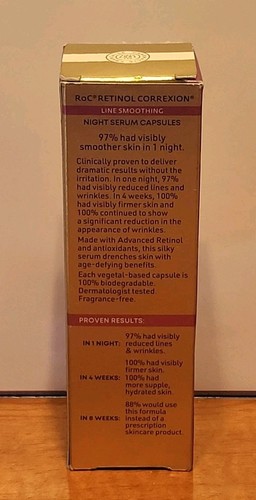 RoC® RETINOL CORREXION®
LINE SMOOTHING
NIGHT SERUM CAPSULES
97% had visibly
smoother skin in 1 night.
Clinically proven to deliver
dramatic results without the
irritation. In one night, 97%
had visibly reduced lines and
wrinkles. In 4 weeks, 100%
had visibly firmer skin and
100% continued to show
a significant reduction in the
appearance of wrinkles.
Made with Advanced Retinol
and antioxidants, this silky
serum drenches skin with
age-defying benefits.
Each vegetal-based capsule is
100% biodegradable.
Dermatologist tested.
Fragrance-free.
PROVEN RESULTS:
IN 1 NIGHT: 97% had visibly
reduced lines
& wrinkles.
IN 4 WEEKS: 100% had visibly
firmer skin.
100% had
more supple,
hydrated skin.
IN 8 WEEKS: 88% would use
this formula
instead of a
prescription
skincare product.